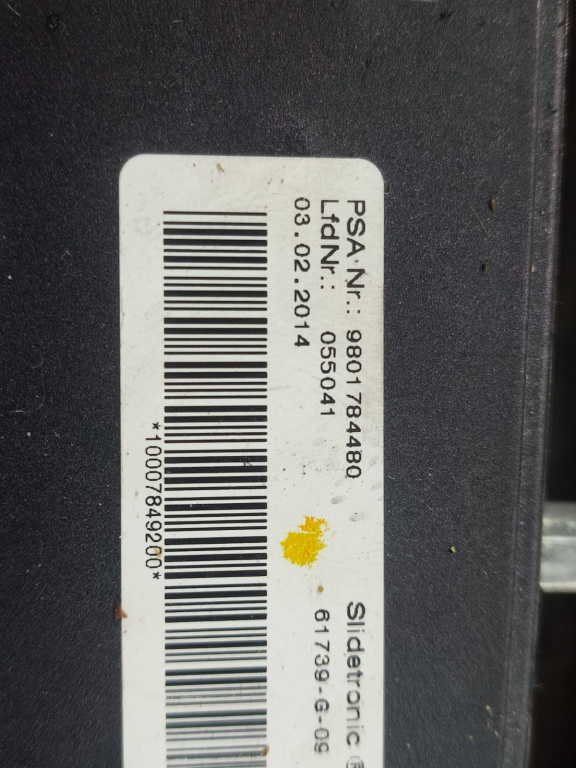 PSA Nr.: 9801784480 Slidetronic ®
LfdNr.: 055041 61739-G-09
03.02.2014
*10007849200*